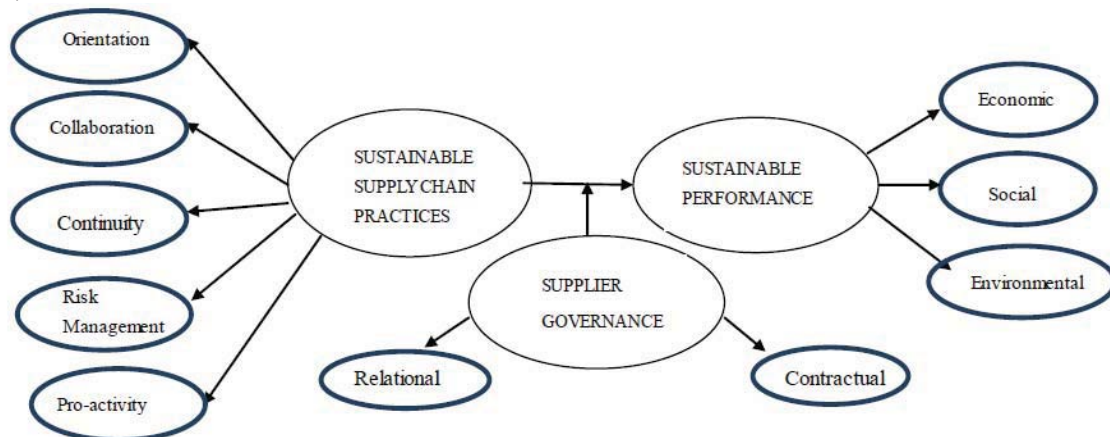 Orientation
Collaboration
Continuity
Risk
Management
Pro-activity
SUSTAINABLE
SUPPLY CHAIN
PRACTICES
SUSTAINABLE
PERFORMANCE
SUPPLIER
GOVERNANCE
Relational
Contractual
Economic
Social
Environmental